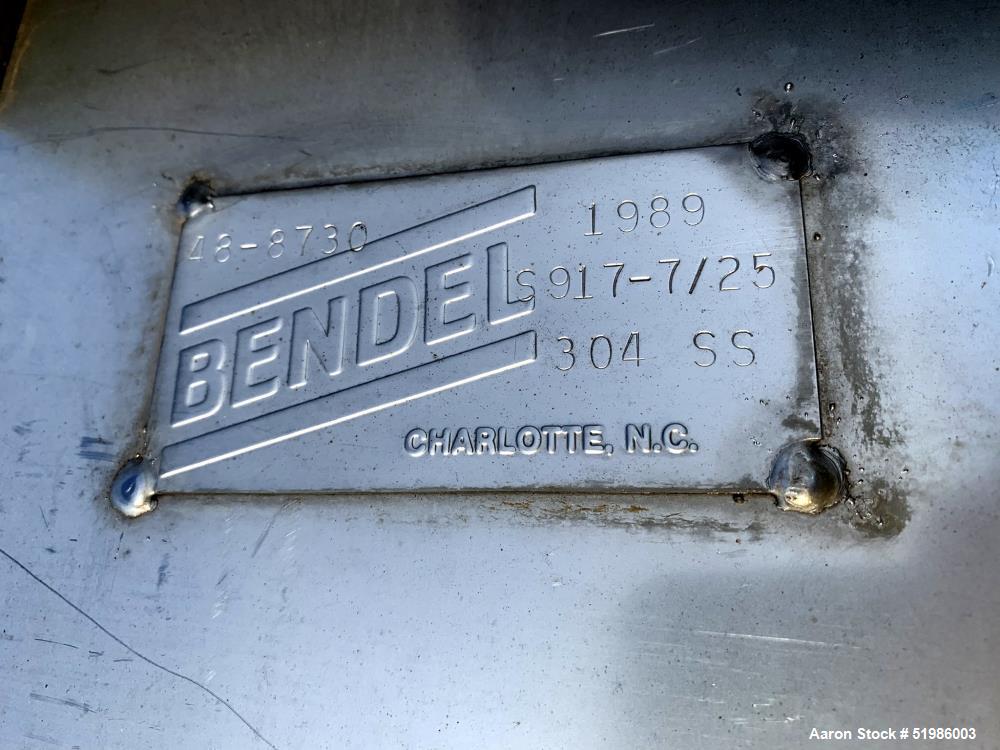 48-8730
1989
BENDEL
S917-7/25
304 SS
CHARLOTTE, N.C.
Aaron Stock # 51986003